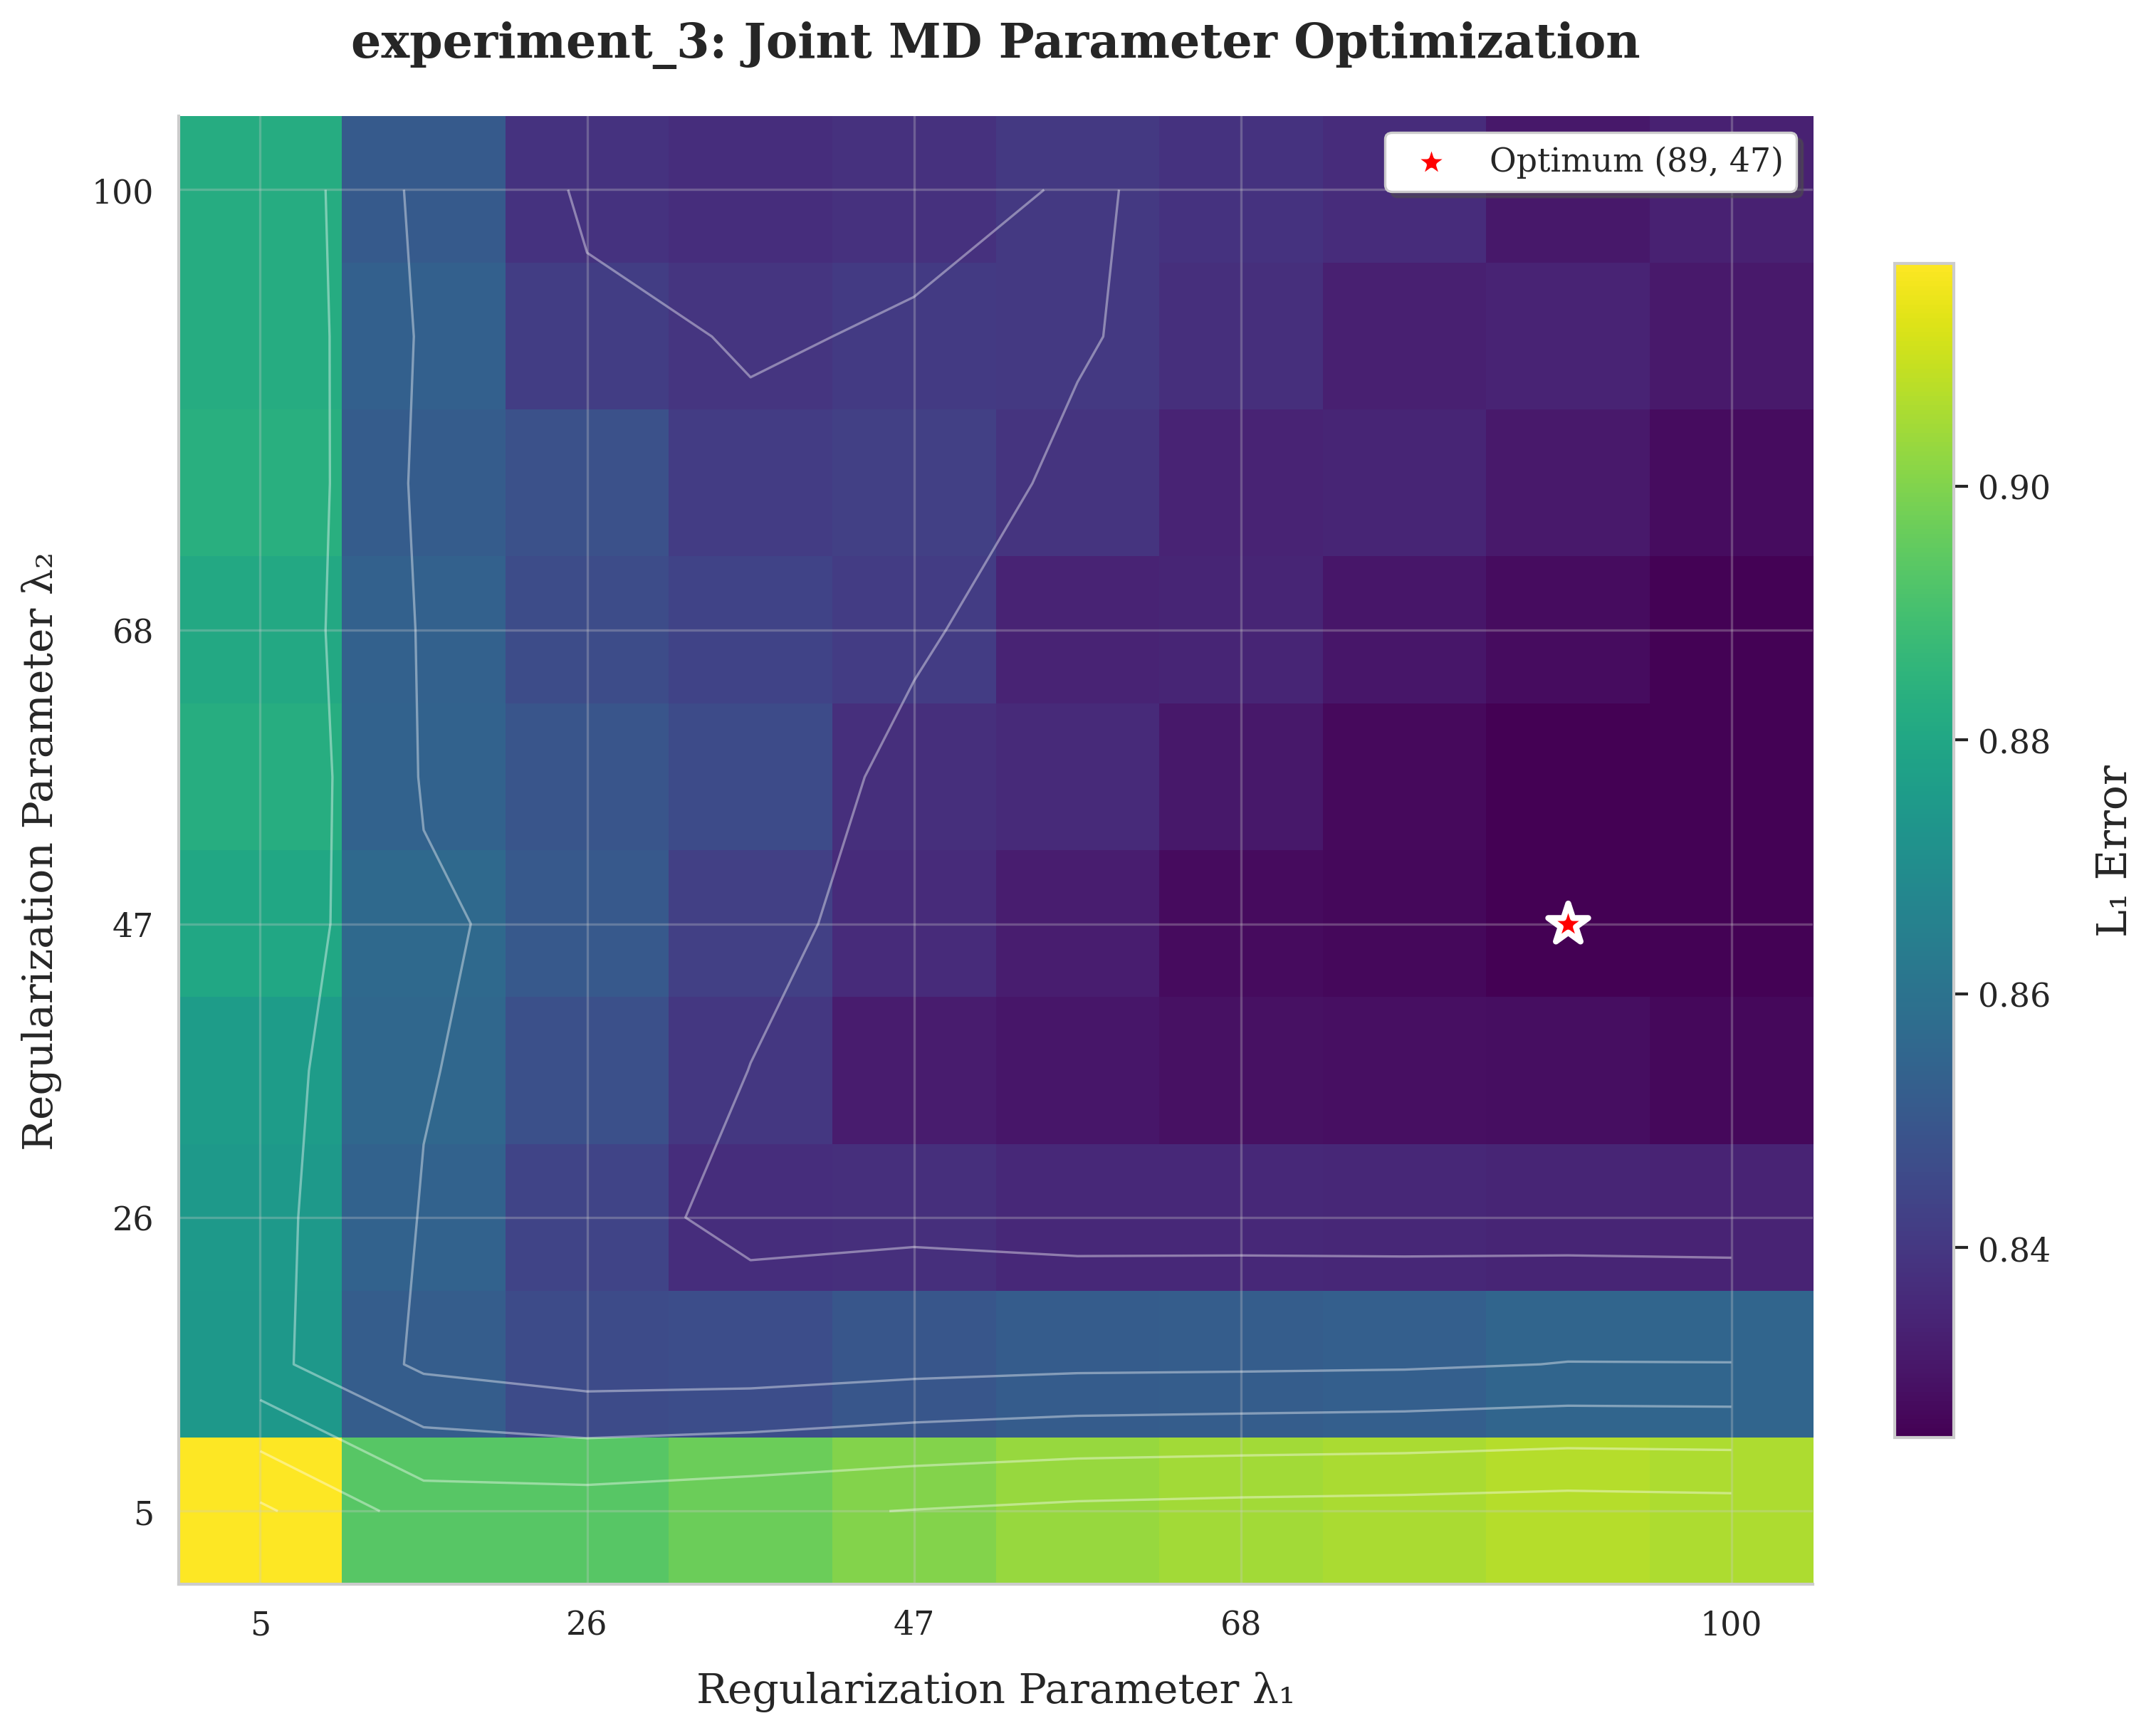 experiment_3: Joint MD Parameter Optimization
Optimum (89, 47)
Regularization Parameter λ₂
100
68
47
26
5
5
26
47
68
100
Regularization Parameter λ₁
0.90
0.88
0.86
0.84
L₁ Error